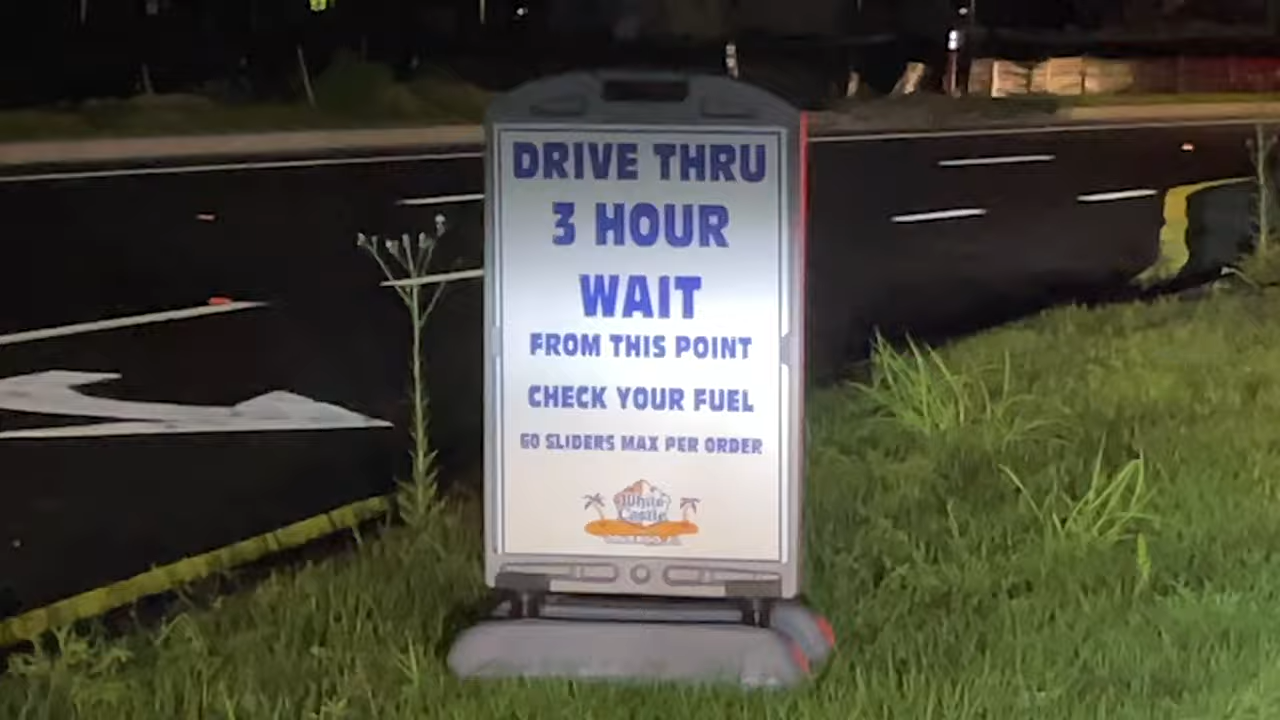 DRIVE THRU
3 HOUR
WAIT
FROM THIS POINT
CHECK YOUR FUEL
60 SLIDERS MAX PER ORDER
White
Castle